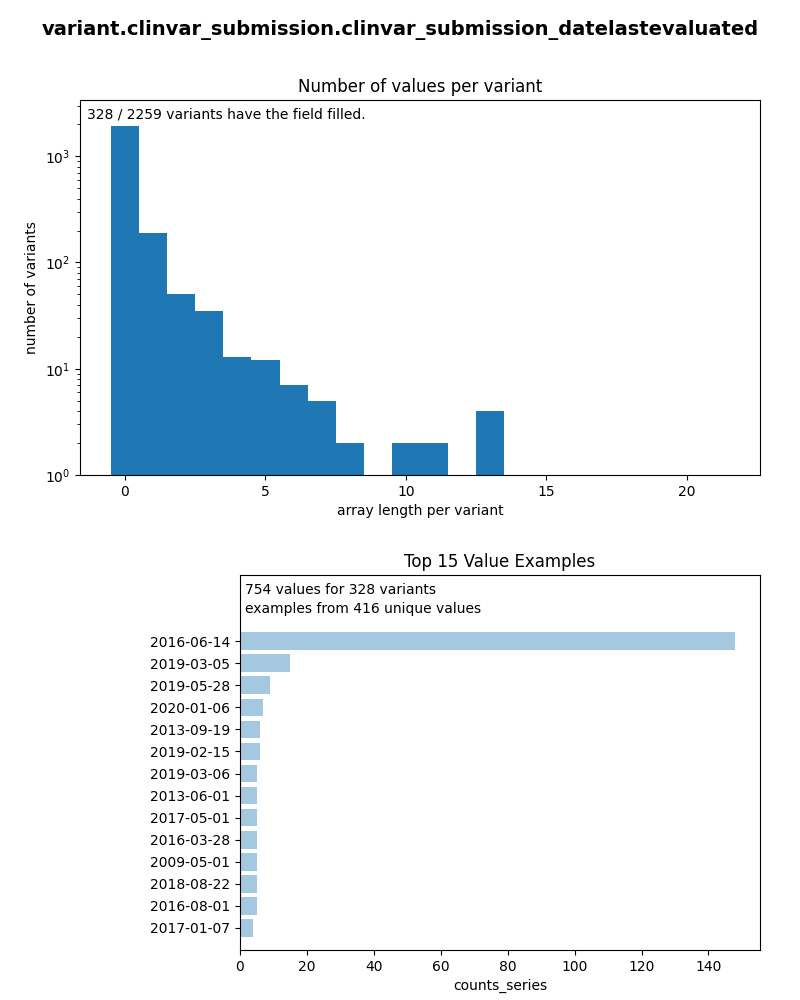 variant.clinvar_submission.clinvar_submission_datelastevaluated
Number of values per variant
328 / 2259 variants have the field filled.
10³
10²
10¹
10⁰
number of variants
0 5 10 15 20
array length per variant
Top 15 Value Examples
754 values for 328 variants
examples from 416 unique values
2016-06-14
2019-03-05
2019-05-28
2020-01-06
2013-09-19
2019-02-15
2019-03-06
2013-06-01
2017-05-01
2016-03-28
2009-05-01
2018-08-22
2016-08-01
2017-01-07
0 20 40 60 80 100 120 140
counts_series